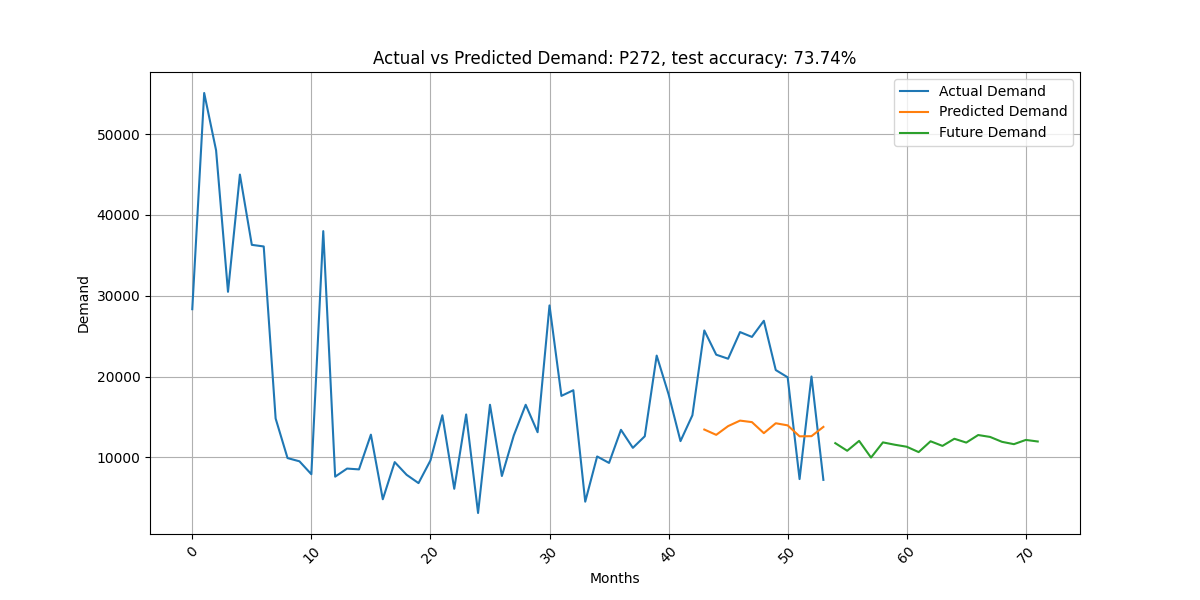 Actual vs Predicted Demand: P272, test accuracy: 73.74%
Actual Demand
Predicted Demand
Future Demand
50000
40000
30000
20000
10000
Demand
0
10
20
30
40
50
60
70
Months